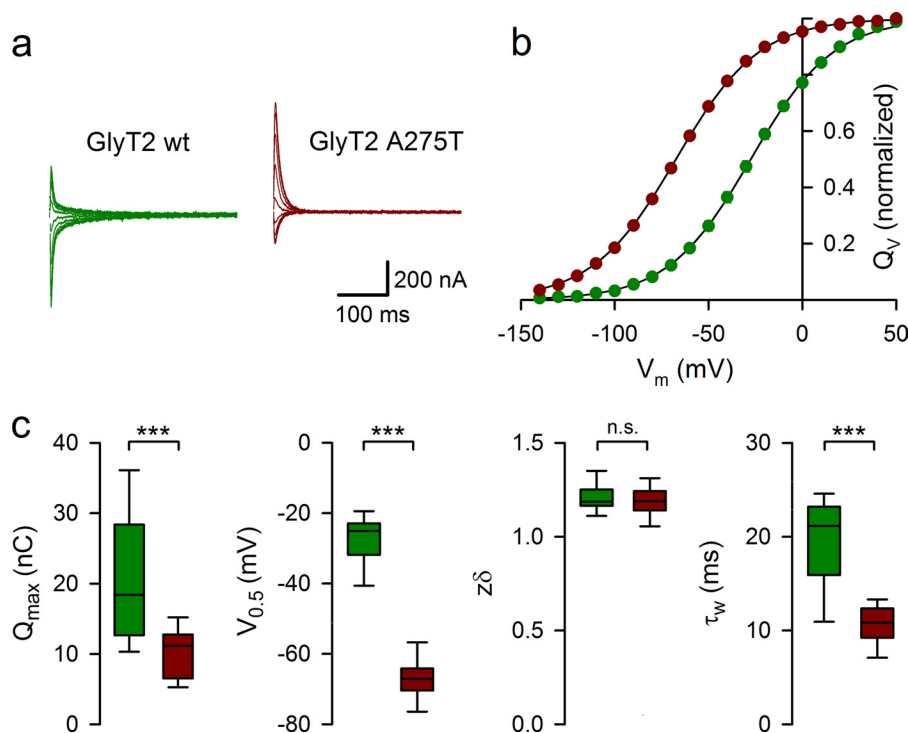 a
GlyT2 wt
GlyT2 A275T
200 nA
100 ms
b
0.6
0.4
0.2
Q_V (normalized)
-150
-100
-50
0
50
V_m (mV)
c
***
40
30
20
10
0
Q_max (nC)
***
0
-20
-40
-60
-80
V_0.5 (mV)
n.s.
1.5
1.0
0.5
0.0
zδ
***
30
20
10
0
τ_w (ms)